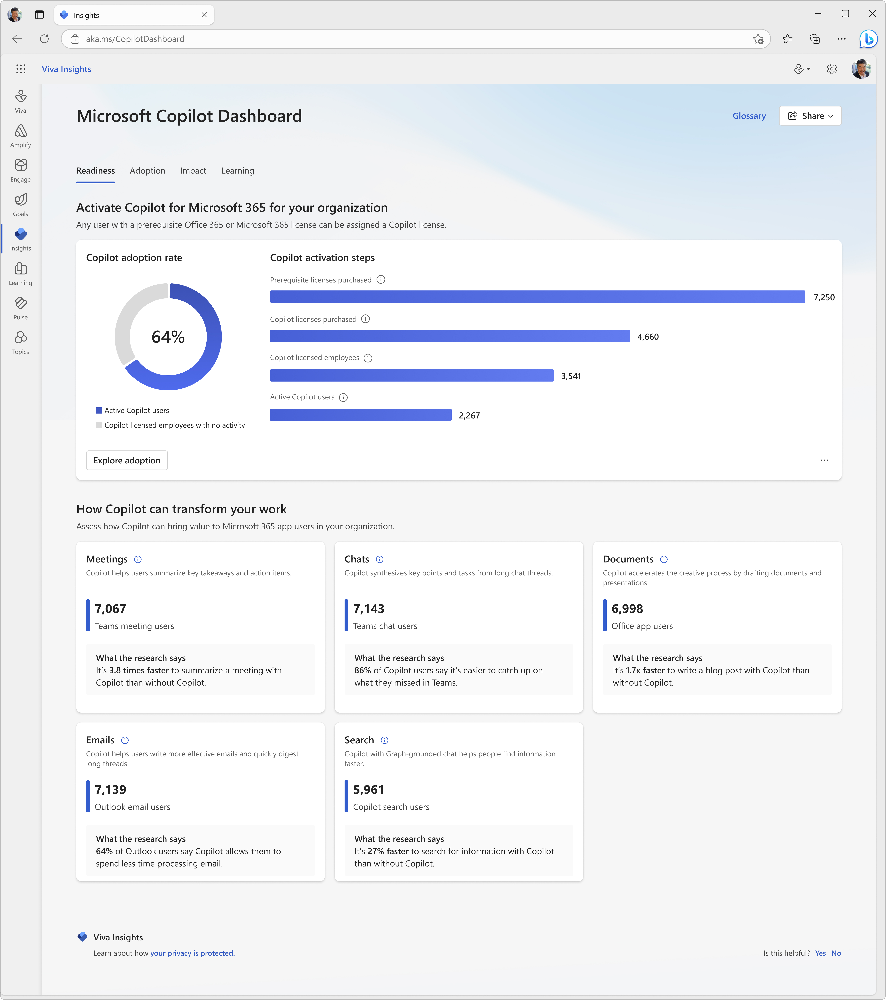 Insights
aka.ms/CopilotDashboard
Viva Insights
Viva
Amplify
Engage
Goals
Insights
Learning
Pulse
Topics
Microsoft Copilot Dashboard
Glossary
Share
Readiness Adoption Impact Learning
Activate Copilot for Microsoft 365 for your organization
Any user with a prerequisite Office 365 or Microsoft 365 license can be assigned a Copilot license.
Copilot adoption rate
64%
Active Copilot users
Copilot licensed employees with no activity
Copilot activation steps
Prerequisite licenses purchased
7,250
Copilot licenses purchased
4,660
Copilot licensed employees
3,541
Active Copilot users
2,267
Explore adoption
How Copilot can transform your work
Assess how Copilot can bring value to Microsoft 365 app users in your organization.
Meetings
Copilot helps users summarize key takeaways and action items.
7,067
Teams meeting users
What the research says
It’s 3.8 times faster to summarize a meeting with
Copilot than without Copilot.
Chats
Copilot synthesizes key points and tasks from long chat threads.
7,143
Teams chat users
What the research says
86% of Copilot users say it's easier to catch up on
what they missed in Teams.
Documents
Copilot accelerates the creative process by drafting documents and
presentations.
6,998
Office app users
What the research says
It’s 1.7x faster to write a blog post with Copilot than
without Copilot.
Emails
Copilot helps users write more effective emails and quickly digest
long threads.
7,139
Outlook email users
What the research says
64% of Outlook users say Copilot allows them to
spend less time processing email.
Search
Copilot with Graph-grounded chat helps people find information
faster.
5,961
Copilot search users
What the research says
It’s 27% faster to search for information with Copilot
than without Copilot.
Viva Insights
Learn about how your privacy is protected.
Is this helpful? Yes No